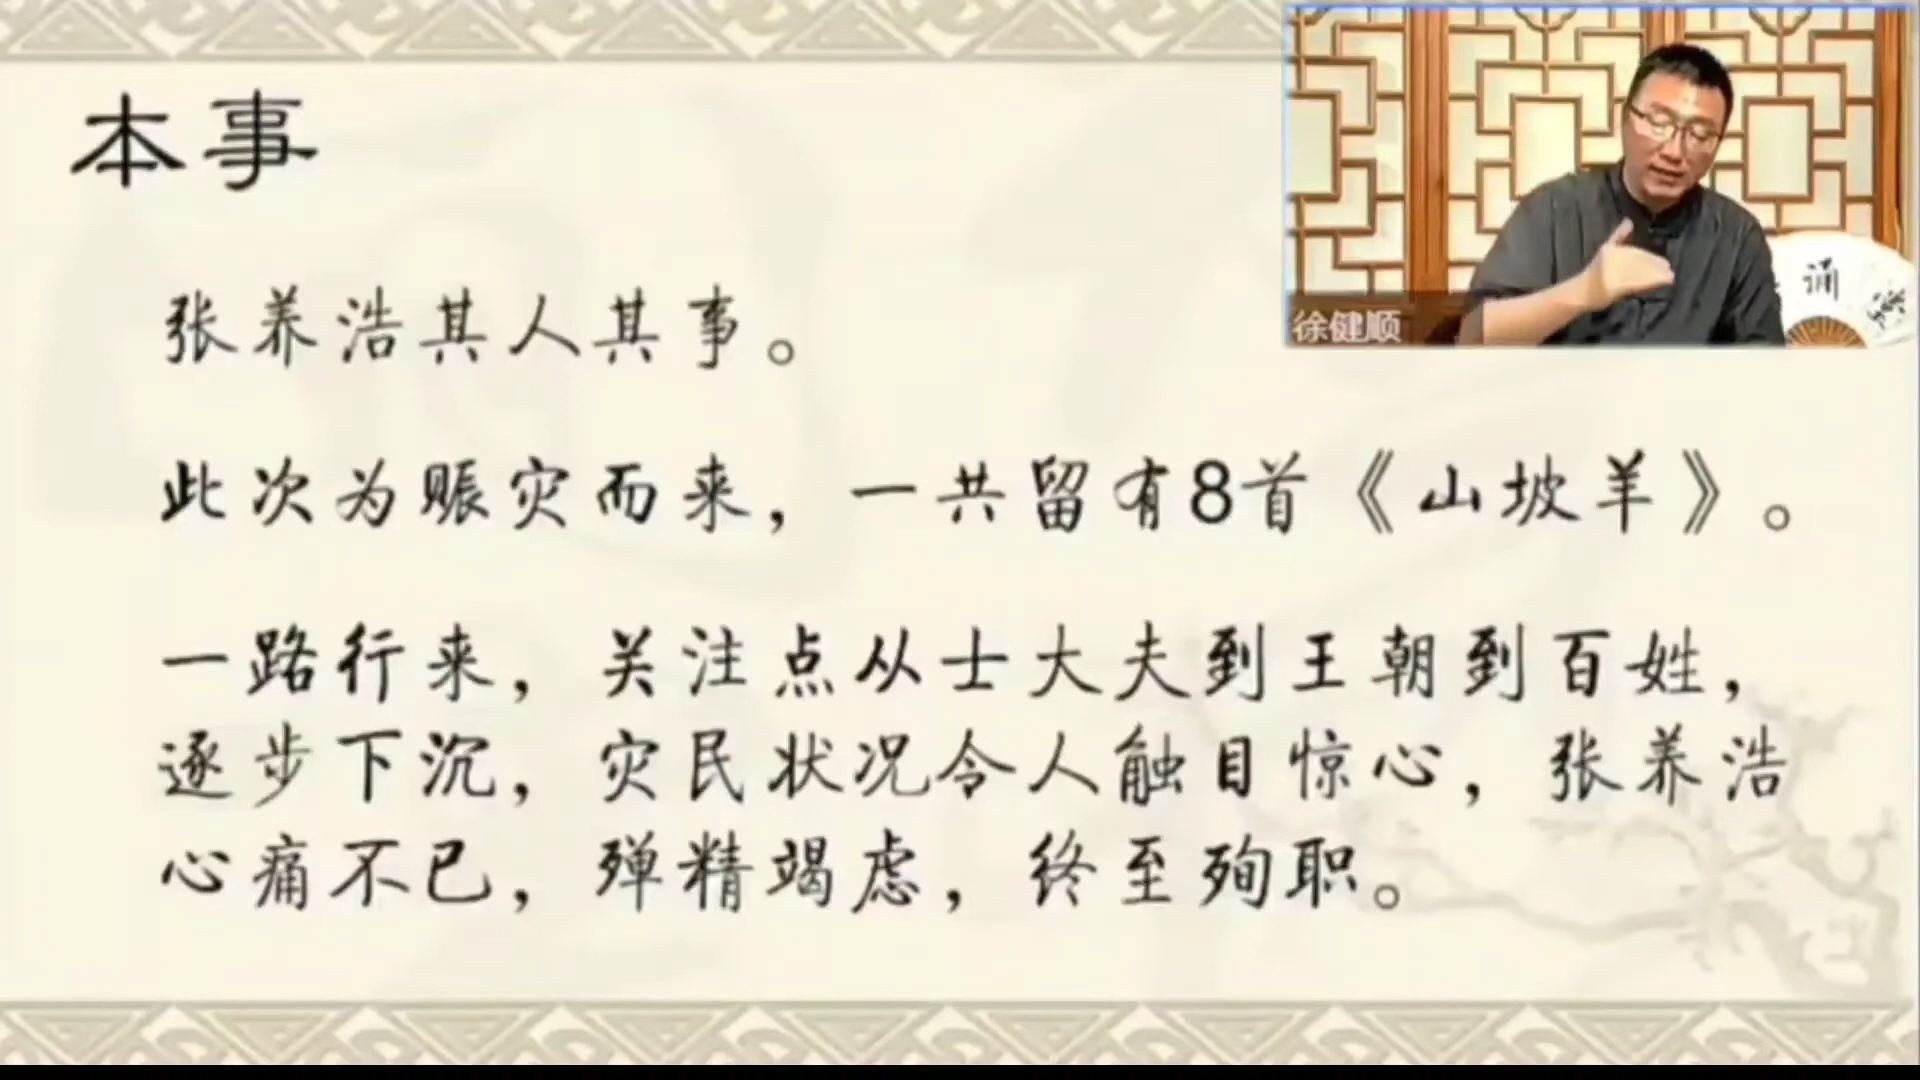 本事
徐健顺
诵
张养浩其人其事。
此次为赈灾而来，一共留有8首《山坡羊》。
一路行来，关注点从士大夫到王朝到百姓，
逐步下沉，灾民状况令人触目惊心，张养浩
心痛不已，殚精竭虑，终至殉职。